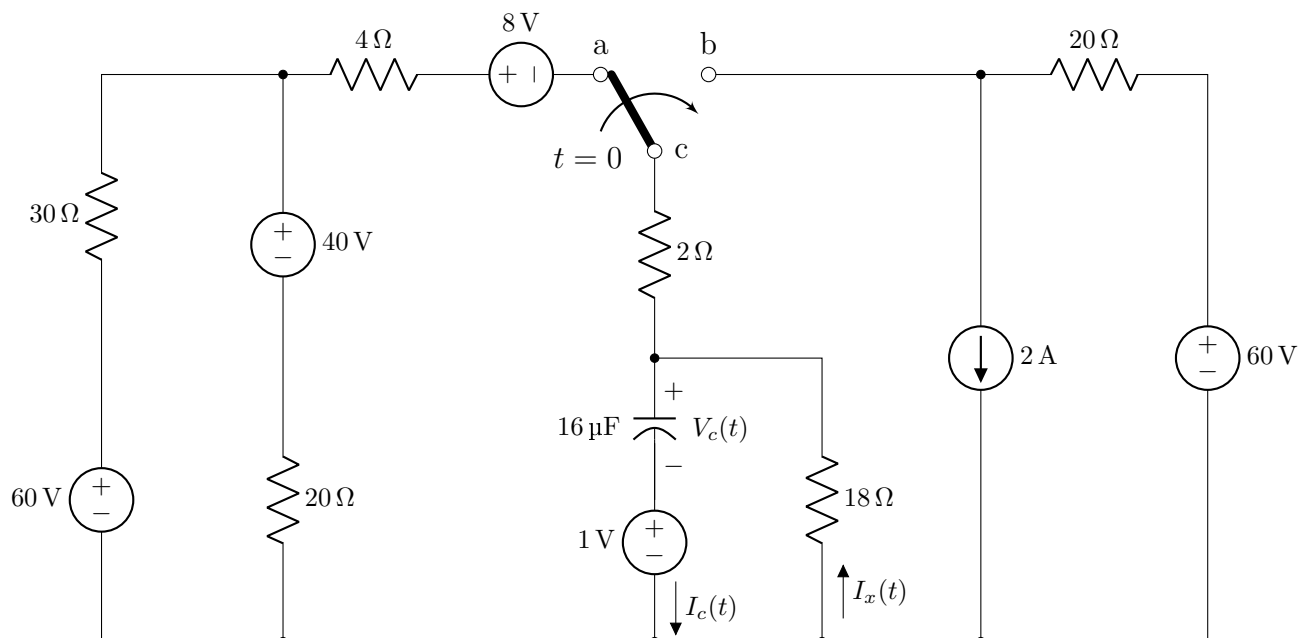 8 V
4 Ω
a
b
20 Ω
+ −
t = 0
c
30 Ω
+
−
40 V
2 Ω
+
−
2 A
+
−
60 V
16 µF
V_c(t)
+
−
60 V
+
−
20 Ω
1 V
+
−
18 Ω
I_c(t)
I_x(t)